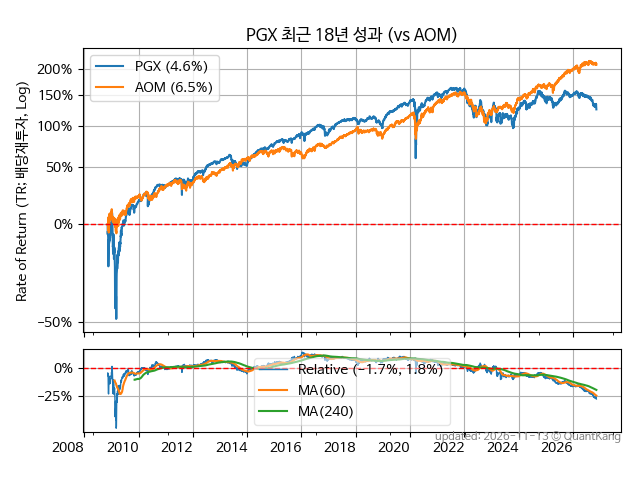 PGX 최근 18년 성과 (vs AOM)
Rate of Return (TR: 배당재투자, Log)
200%
150%
100%
50%
0%
−50%
PGX (4.6%)
AOM (6.5%)
0%
−25%
Relative (−1.7%, 1.8%)
MA(60)
MA(240)
2008 2010 2012 2014 2016 2018 2020 2022 2024 2026
updated: 2026-11-13 © QuantKang